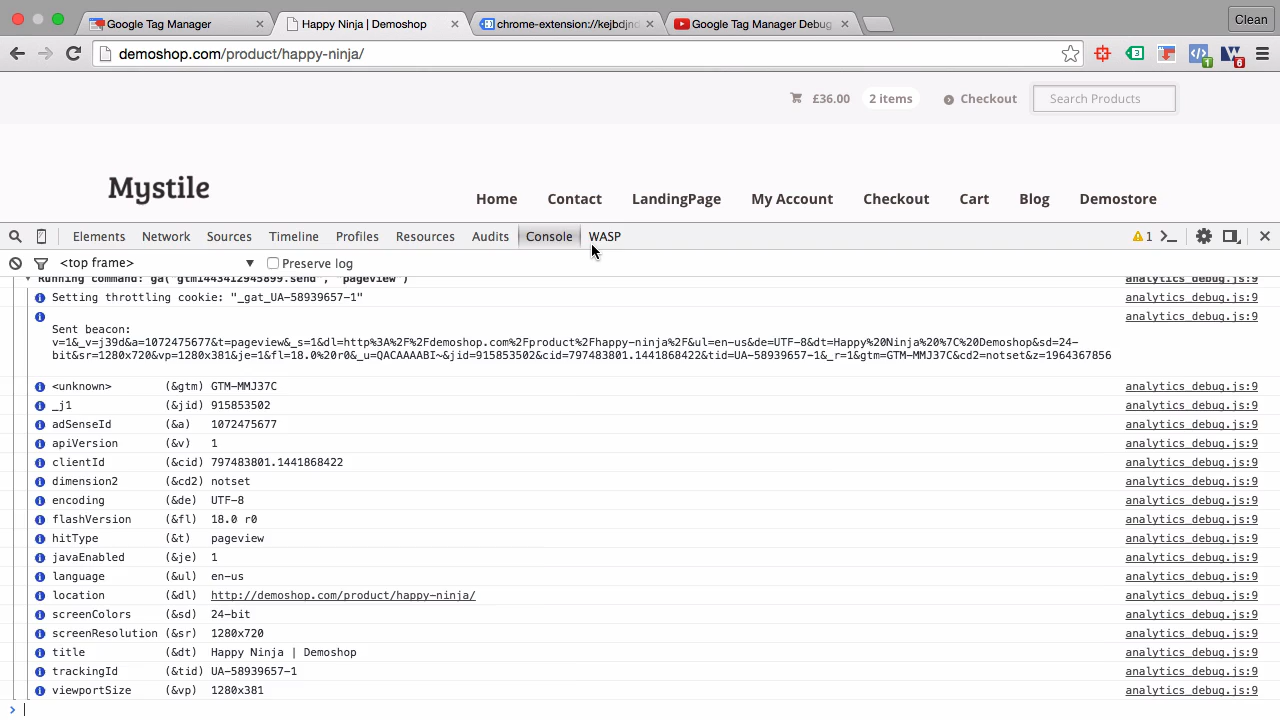 Google Tag Manager
Happy Ninja | Demoshop
chrome-extension://kejbdjnd
Google Tag Manager Debug
Clean
demoshop.com/product/happy-ninja/
3
1
6
£36.00 2 items Checkout Search Products
Mystile
Home Contact LandingPage My Account Checkout Cart Blog Demostore
Elements Network Sources Timeline Profiles Resources Audits Console WASP 1
<top frame> Preserve log
Running command: ga("gtm1443412945899.send", "pageview") analytics_debug.js:9
Setting throttling cookie: "_gat_UA-58939657-1" analytics_debug.js:9
analytics_debug.js:9
Sent beacon:
v=1&_v=j39d&a=1072475677&t=pageview&_s=1&dl=http%3A%2F%2Fdemoshop.com%2Fproduct%2Fhappy-ninja%2F&ul=en-us&de=UTF-8&dt=Happy%20Ninja%20%7C%20Demoshop&sd=24-
bit&sr=1280x720&vp=1280x381&je=1&fl=18.0%20r0&_u=QACAAAABI~&jid=915853502&cid=797483801.1441868422&tid=UA-58939657-1&_r=1&gtm=GTM-MMJ37C&cd2=notset&z=1964367856
<unknown> (&gtm) GTM-MMJ37C analytics_debug.js:9
_j1 (&jid) 915853502 analytics_debug.js:9
adSenseId (&a) 1072475677 analytics_debug.js:9
apiVersion (&v) 1 analytics_debug.js:9
clientId (&cid) 797483801.1441868422 analytics_debug.js:9
dimension2 (&cd2) notset analytics_debug.js:9
encoding (&de) UTF-8 analytics_debug.js:9
flashVersion (&fl) 18.0 r0 analytics_debug.js:9
hitType (&t) pageview analytics_debug.js:9
javaEnabled (&je) 1 analytics_debug.js:9
language (&ul) en-us analytics_debug.js:9
location (&dl) http://demoshop.com/product/happy-ninja/ analytics_debug.js:9
screenColors (&sd) 24-bit analytics_debug.js:9
screenResolution (&sr) 1280x720 analytics_debug.js:9
title (&dt) Happy Ninja | Demoshop analytics_debug.js:9
trackingId (&tid) UA-58939657-1 analytics_debug.js:9
viewportSize (&vp) 1280x381 analytics_debug.js:9